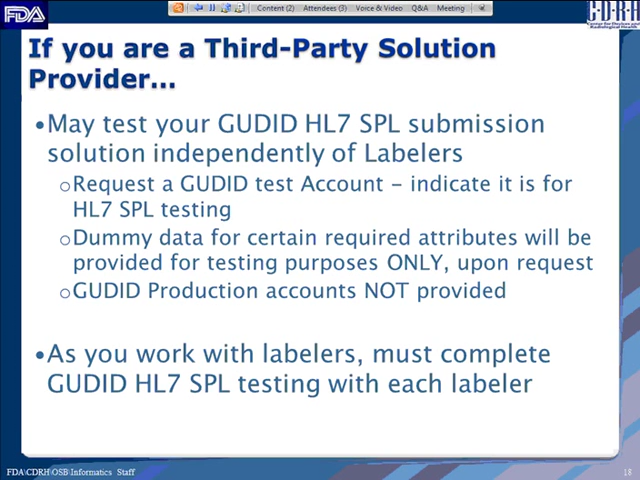 FDA
Content (2) Attendees (3) Voice & Video Q&A Meeting
CDRH
Center for Devices and
Radiological Health
If you are a Third-Party Solution
Provider...
•May test your GUDID HL7 SPL submission
solution independently of Labelers
oRequest a GUDID test Account – indicate it is for
HL7 SPL testing
oDummy data for certain required attributes will be
provided for testing purposes ONLY, upon request
oGUDID Production accounts NOT provided
•As you work with labelers, must complete
GUDID HL7 SPL testing with each labeler
FDA\CDRH\OSB\Informatics Staff
18